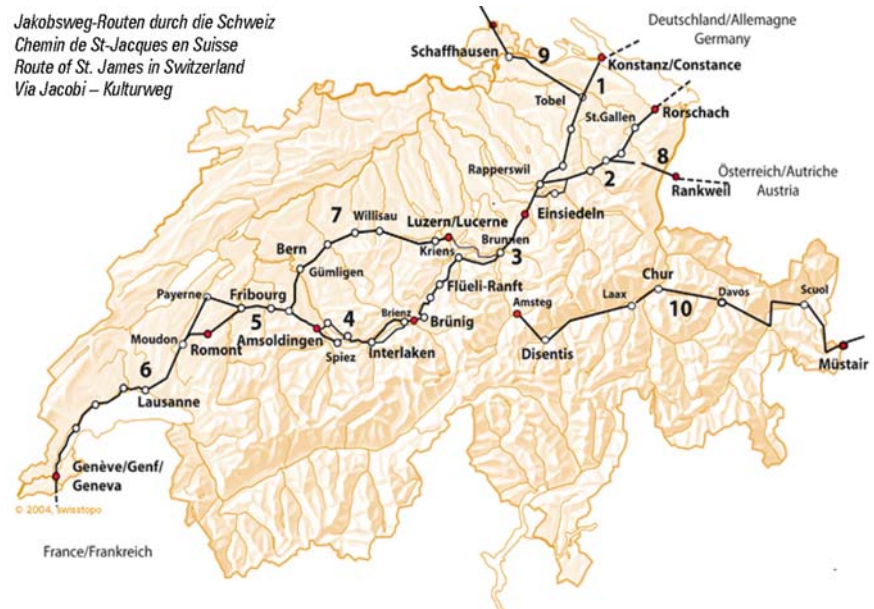 Jakobsweg-Routen durch die Schweiz
Chemin de St-Jacques en Suisse
Route of St. James in Switzerland
Via Jacobi – Kulturweg
Deutschland/Allemagne
Germany
Schaffhausen
9
Konstanz/Constance
Tobel
1
St.Gallen
Rorschach
8
Rapperswil
2
Österreich/Autriche
Austria
Rankweil
Einsiedeln
7
Willisau
Luzern/Lucerne
Bern
Kriens
Brunnen
3
Gümligen
Flüeli-Ranft
Chur
Payerne
Fribourg
Amsteg
Laax
Davos
Scuol
5
4
Brienz
Brünig
10
Moudon
Romont
Amsoldingen
Spiez
Interlaken
Disentis
Müstair
6
Lausanne
Genève/Genf/
Geneva
© 2004, swisstopo
France/Frankreich